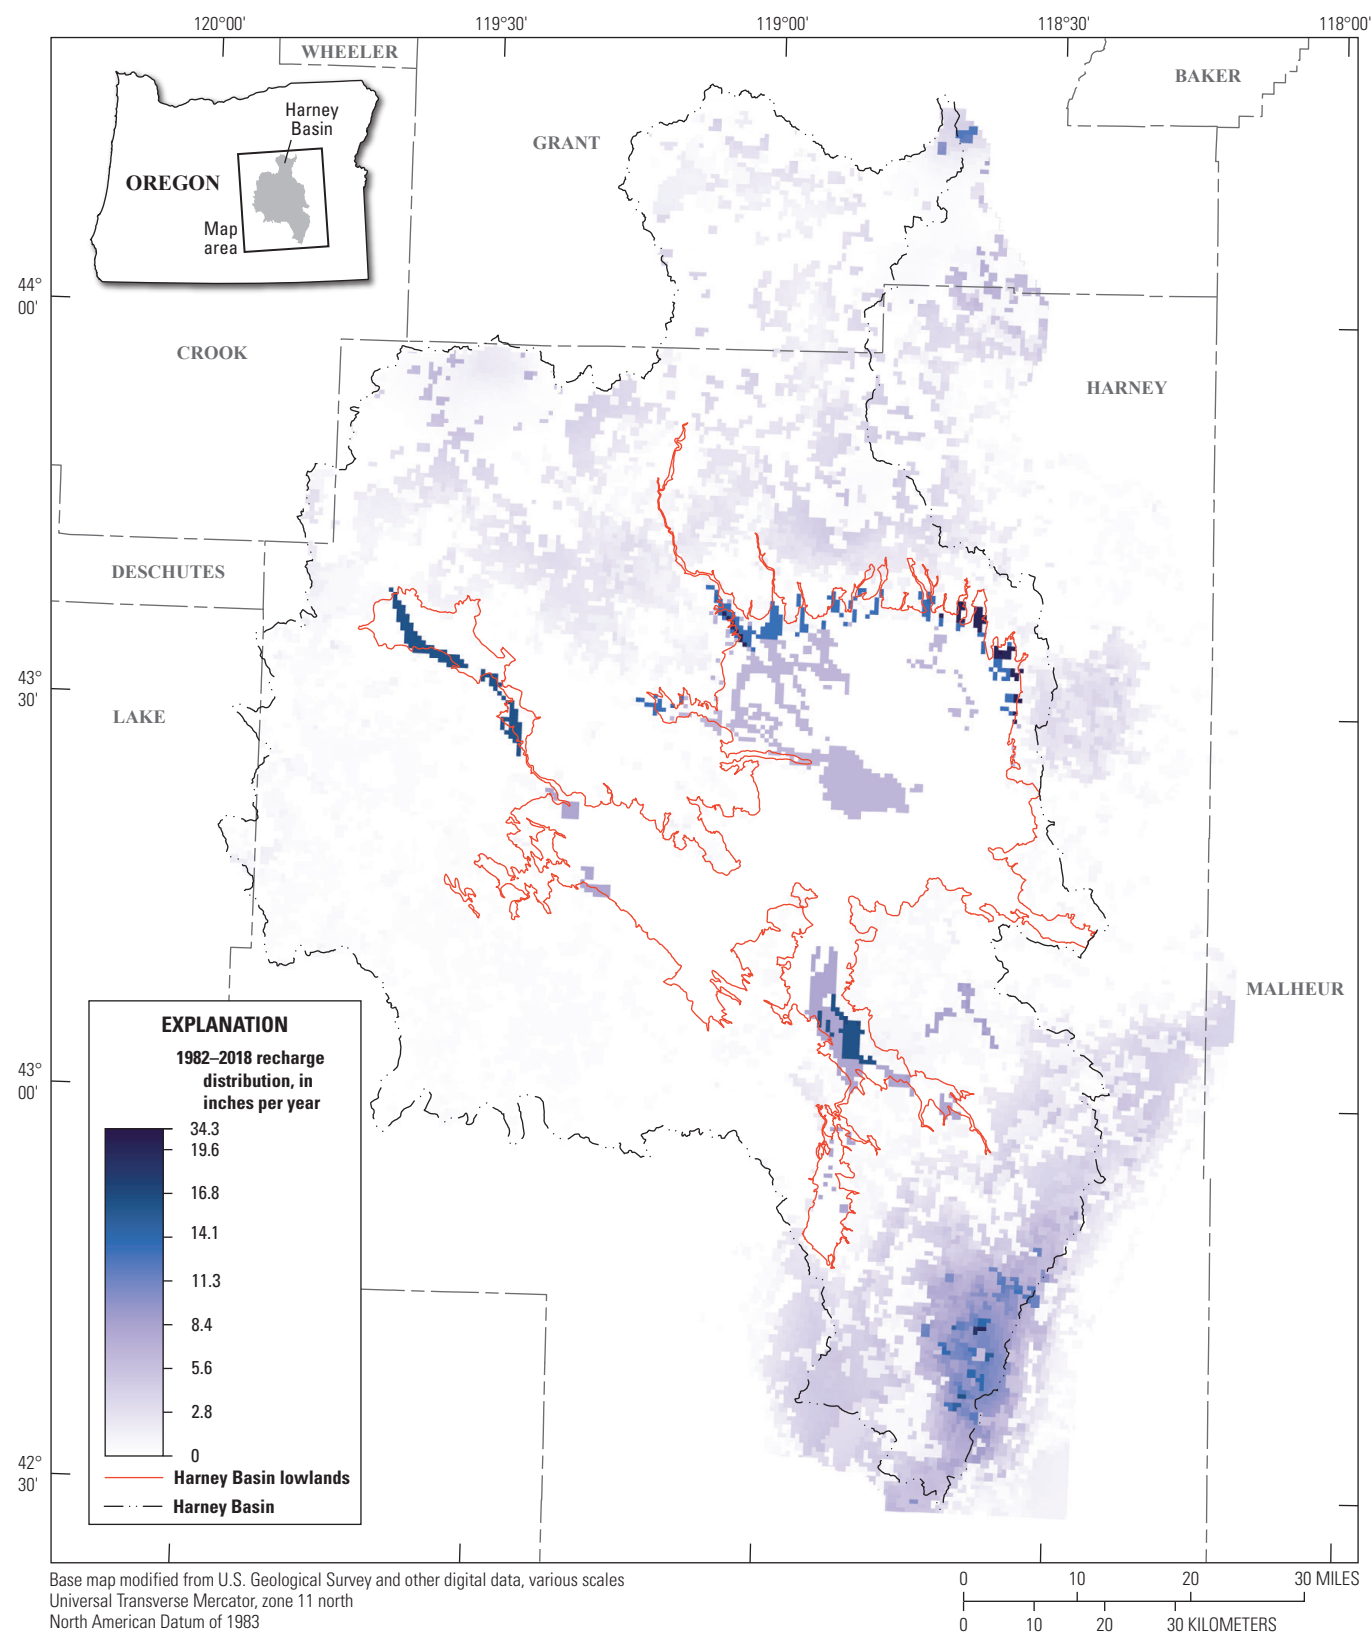 120°00'
119°30'
119°00'
118°30'
118°00'
WHEELER
BAKER
Harney
Basin
GRANT
OREGON
Map
area
44°
00'
CROOK
HARNEY
DESCHUTES
43°
30'
LAKE
MALHEUR
43°
00'
42°
30'
EXPLANATION
1982–2018 recharge
distribution, in
inches per year
34.3
19.6
16.8
14.1
11.3
8.4
5.6
2.8
0
Harney Basin lowlands
Harney Basin
Base map modified from U.S. Geological Survey and other digital data, various scales
Universal Transverse Mercator, zone 11 north
North American Datum of 1983
0 10 20 30 MILES
0 10 20 30 KILOMETERS